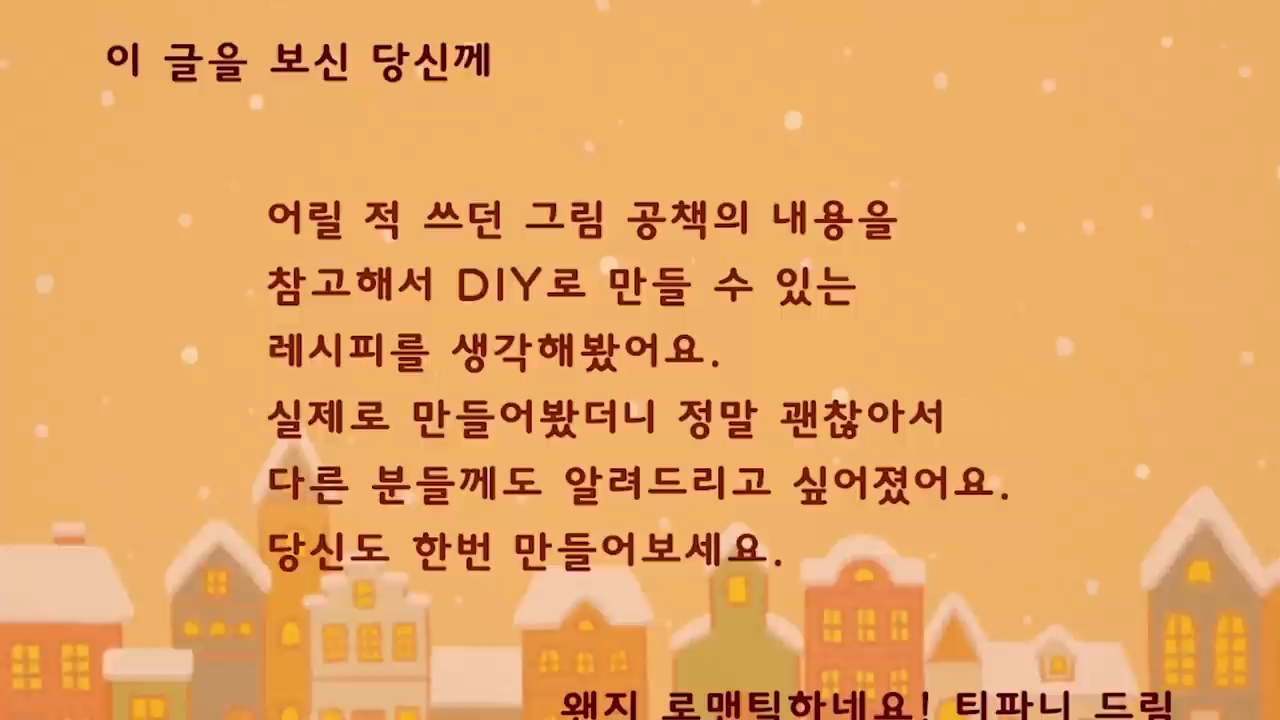 이 글을 보신 당신께
어릴 적 쓰던 그림 공책의 내용을
참고해서 DIY로 만들 수 있는
레시피를 생각해봤어요.
실제로 만들어봤더니 정말 괜찮아서
다른 분들께도 알려드리고 싶어졌어요.
당신도 한번 만들어보세요.
왠지 로맨틱하네요! 티파니 드림